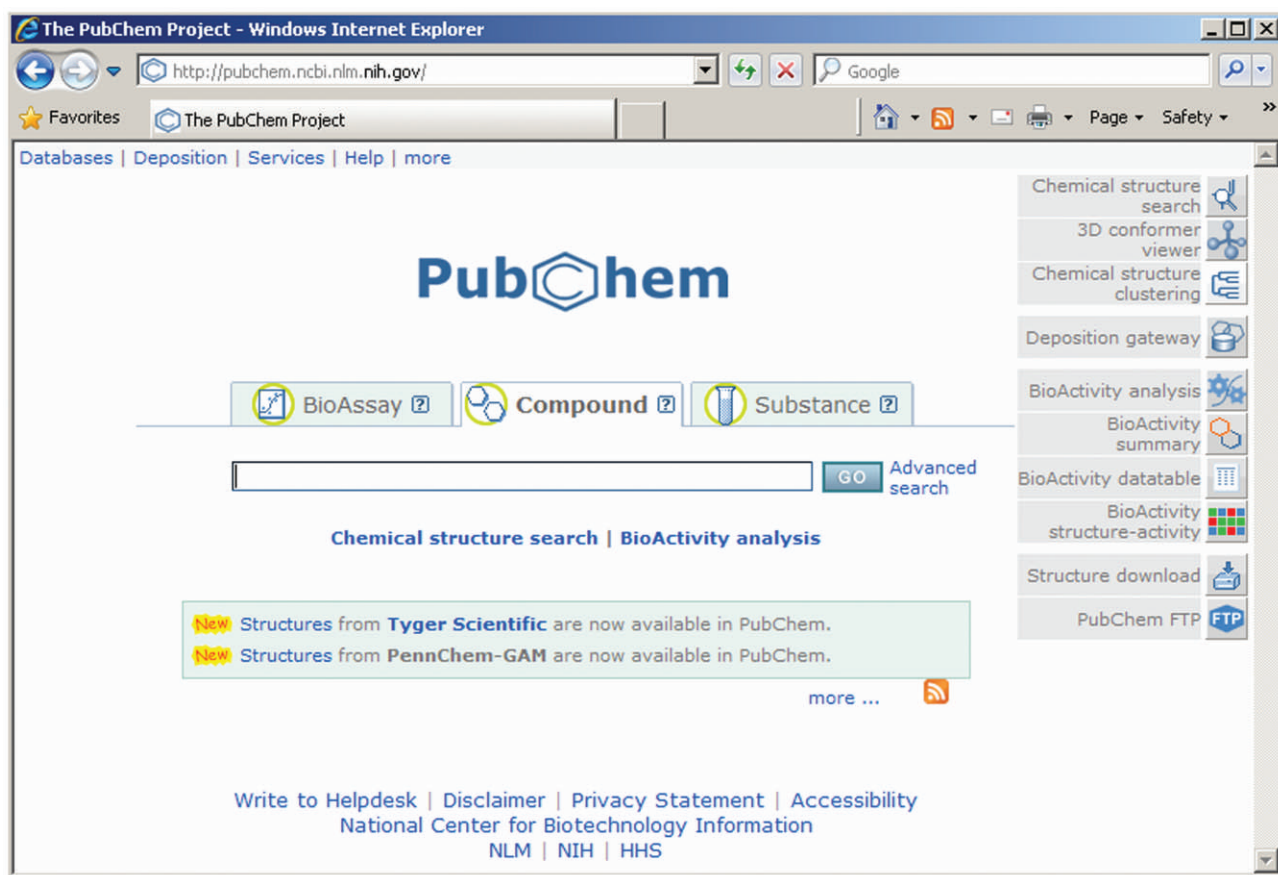 The PubChem Project - Windows Internet Explorer
http://pubchem.ncbi.nlm.nih.gov/
Google
Favorites
The PubChem Project
Page
Safety
»
Databases | Deposition | Services | Help | more
PubChem
BioAssay ?
Compound ?
Substance ?
GO
Advanced
search
Chemical structure search | BioActivity analysis
New Structures from Tyger Scientific are now available in PubChem.
New Structures from PennChem-GAM are now available in PubChem.
more ...
Write to Helpdesk | Disclaimer | Privacy Statement | Accessibility
National Center for Biotechnology Information
NLM | NIH | HHS
Chemical structure
search
3D conformer
viewer
Chemical structure
clustering
Deposition gateway
BioActivity analysis
BioActivity
summary
BioActivity datatable
BioActivity
structure-activity
Structure download
PubChem FTP
FTP